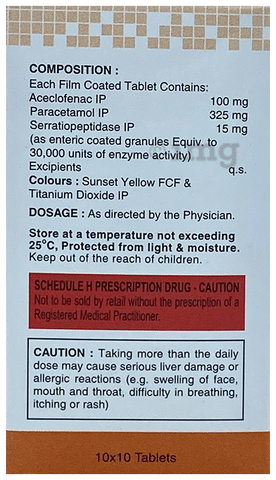 COMPOSITION :
Each Film Coated Tablet Contains:
Aceclofenac IP 100 mg
Paracetamol IP 325 mg
Serratiopeptidase IP 15 mg
(as enteric coated granules Equiv. to
30,000 units of enzyme activity)
Excipients q.s.
Colours : Sunset Yellow FCF &
Titanium Dioxide IP
DOSAGE : As directed by the Physician.
Store at a temperature not exceeding
25°C, Protected from light & moisture.
Keep out of the reach of children.
SCHEDULE H PRESCRIPTION DRUG - CAUTION
Not to be sold by retail without the prescription of a
Registered Medical Practitioner.
CAUTION : Taking more than the daily
dose may cause serious liver damage or
allergic reactions (e.g. swelling of face,
mouth and throat, difficulty in breathing,
itching or rash)
10x10 Tablets